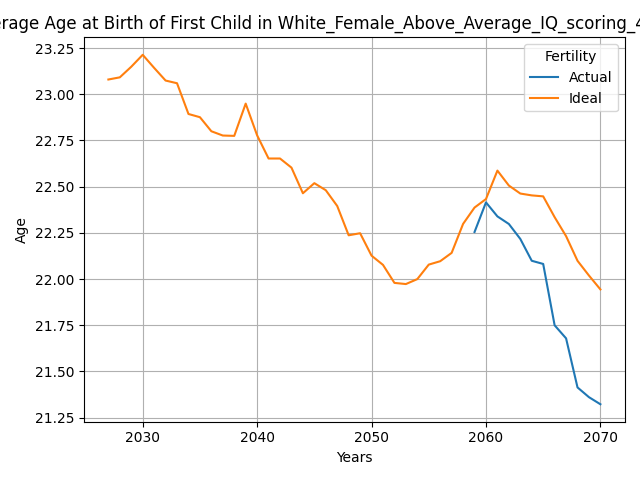 erage Age at Birth of First Child in White_Female_Above_Average_IQ_scoring_4
23.25
23.00
22.75
22.50
22.25
22.00
21.75
21.50
21.25
Age
2030 2040 2050 2060 2070
Years
Fertility
Actual
Ideal